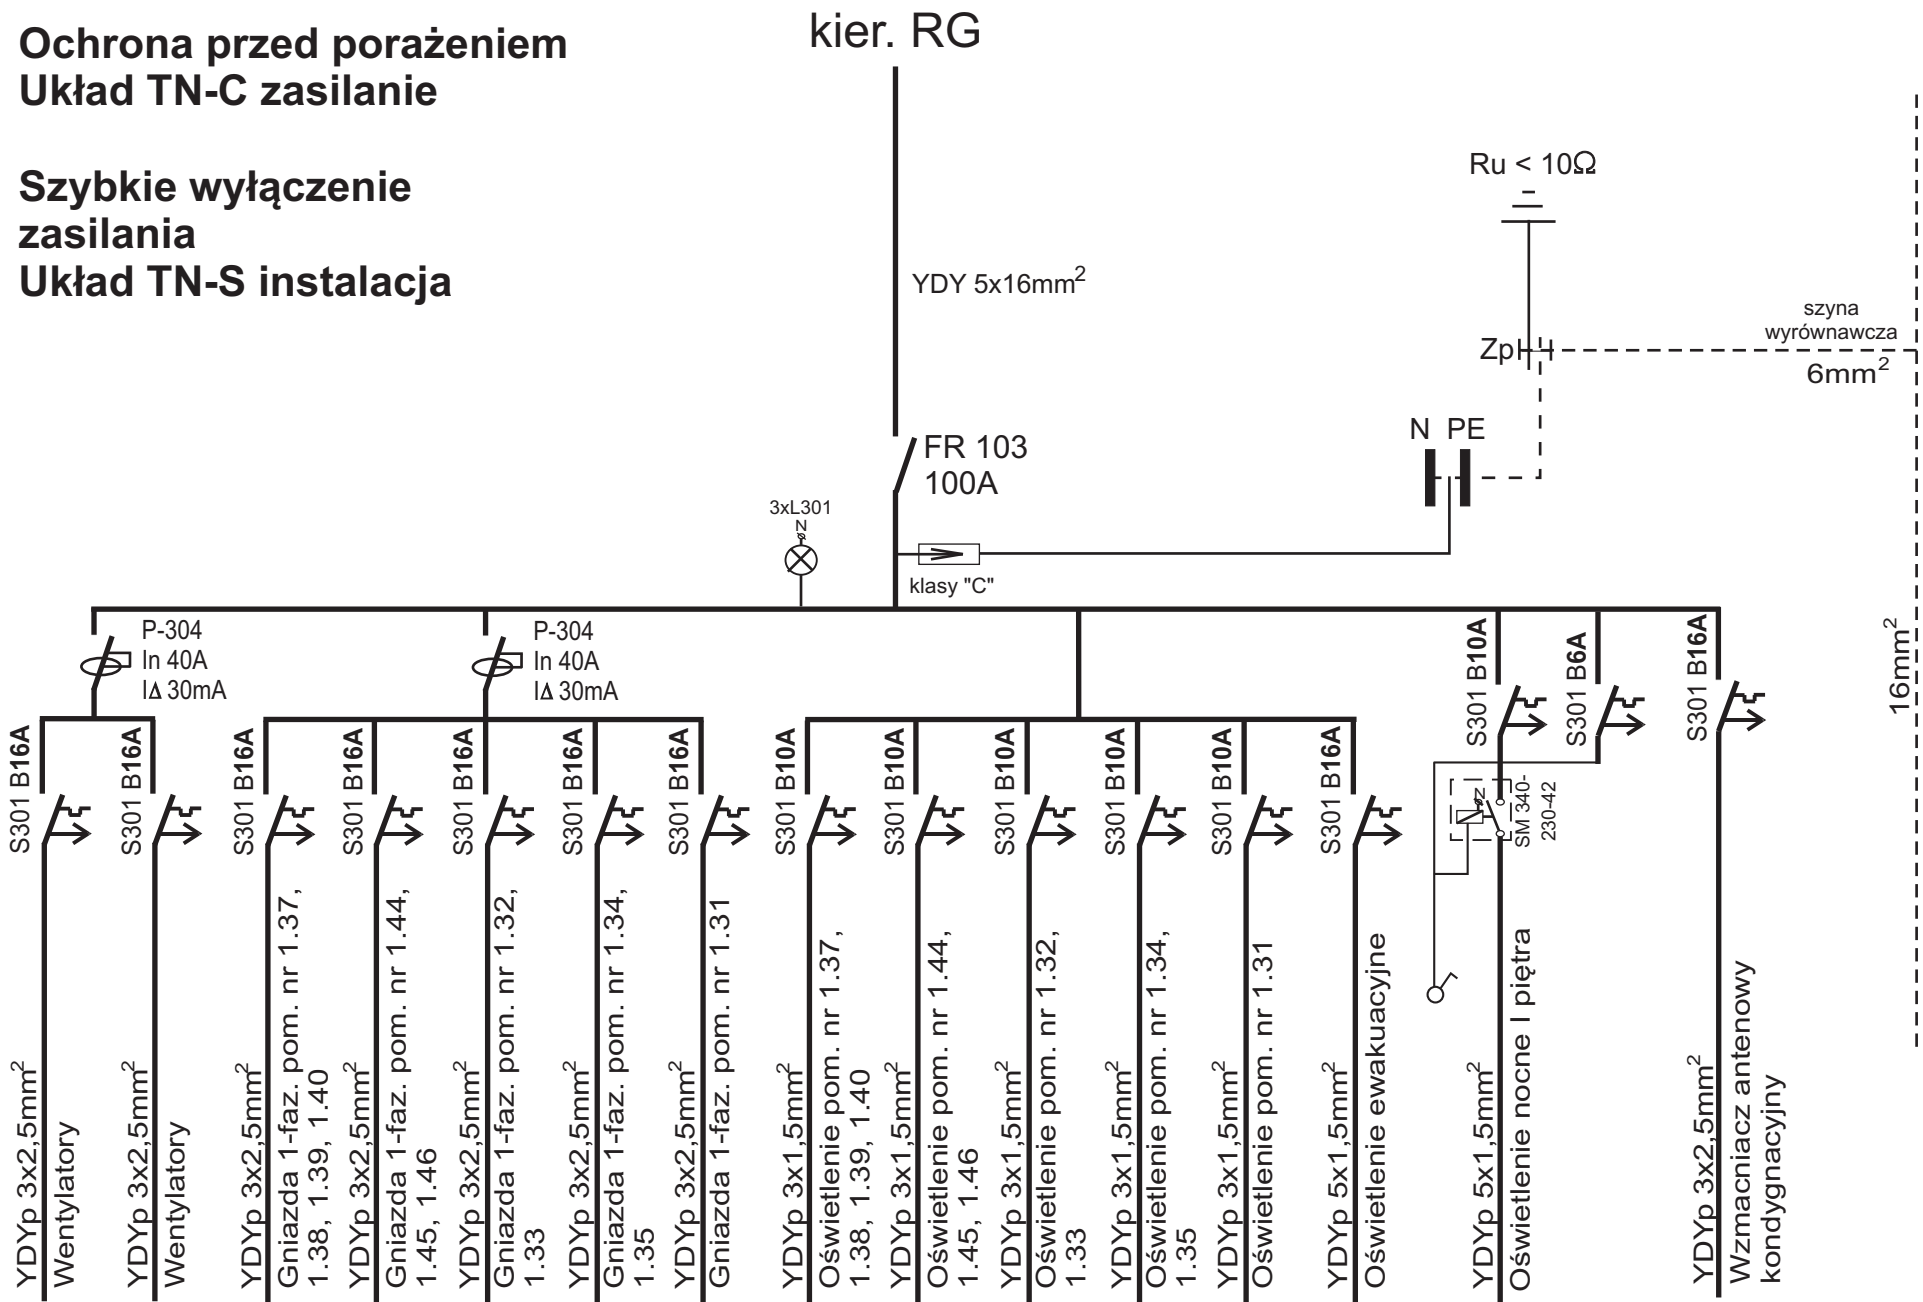 Ochrona przed porażeniem
Układ TN-C zasilanie
Szybkie wyłączenie
zasilania
Układ TN-S instalacja
kier. RG
YDY 5x16mm²
Ru < 10Ω
Zp
szyna
wyrównawcza
6mm²
16mm²
N PE
FR 103
100A
3xL301
N
klasy "C"
P-304
In 40A
IΔ 30mA
P-304
In 40A
IΔ 30mA
S301 B16A
YDYp 3x2,5mm²
Wentylatory
S301 B16A
YDYp 3x2,5mm²
Wentylatory
S301 B16A
YDYp 3x2,5mm²
Gniazda 1-faz. pom. nr 1.37,
1.38, 1.39, 1.40
S301 B16A
YDYp 3x2,5mm²
Gniazda 1-faz. pom. nr 1.44,
1.45, 1.46
S301 B16A
YDYp 3x2,5mm²
Gniazda 1-faz. pom. nr 1.32,
1.33
S301 B16A
YDYp 3x2,5mm²
Gniazda 1-faz. pom. nr 1.34,
1.35
S301 B16A
YDYp 3x2,5mm²
Gniazda 1-faz. pom. nr 1.31
S301 B10A
YDYp 3x1,5mm²
Oświetlenie pom. nr 1.37,
1.38, 1.39, 1.40
S301 B10A
YDYp 3x1,5mm²
Oświetlenie pom. nr 1.44,
1.45, 1.46
S301 B10A
YDYp 3x1,5mm²
Oświetlenie pom. nr 1.32,
1.33
S301 B10A
YDYp 3x1,5mm²
Oświetlenie pom. nr 1.34,
1.35
S301 B10A
YDYp 3x1,5mm²
Oświetlenie pom. nr 1.31
S301 B16A
YDYp 5x1,5mm²
Oświetlenie ewakuacyjne
S301 B10A
N
SM 340-
230-42
YDYp 5x1,5mm²
Oświetlenie nocne I piętra
S301 B6A
S301 B16A
YDYp 3x2,5mm²
Wzmacniacz antenowy
kondygnacyjny